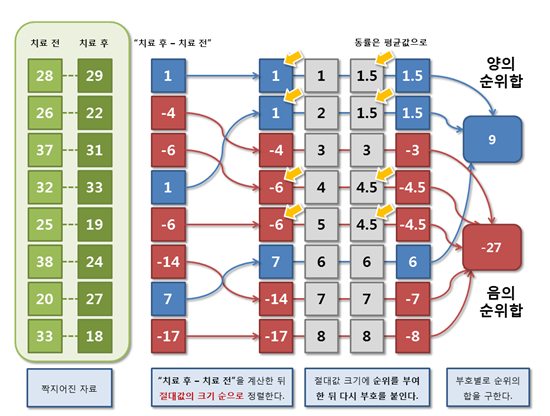 치료 전 치료 후 “치료 후 – 치료 전” 동률은 평균값으로
양의
순위합
28 29 1 1 1 1.5 1.5
26 22 -4 1 2 1.5 1.5
9
37 31 -6 -4 3 3 -3
32 33 1 -6 4 4.5 -4.5
25 19 -6 -6 5 4.5 -4.5
-27
38 24 -14 7 6 6 6
20 27 7 -14 7 7 -7
음의
순위합
33 18 -17 -17 8 8 -8
짝지어진 자료
“치료 후 – 치료 전”을 계산한 뒤
절대값의 크기 순으로 정렬한다.
절대값 크기에 순위를 부여
한 뒤 다시 부호를 붙인다.
부호별로 순위의
합을 구한다.